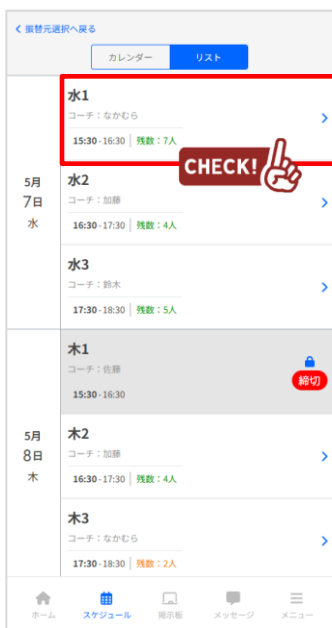 振替元選択へ戻る
カレンダー
リスト
5月
7日
水
水1
コーチ：なかむら
15:30-16:30 残数：7人
CHECK!
水2
コーチ：加藤
16:30-17:30 残数：4人
水3
コーチ：鈴木
17:30-18:30 残数：5人
5月
8日
木
木1
コーチ：佐藤
15:30-16:30
締切
木2
コーチ：加藤
16:30-17:30 残数：4人
木3
コーチ：なかむら
17:30-18:30 残数：2人
ホーム
スケジュール
掲示板
メッセージ
メニュー